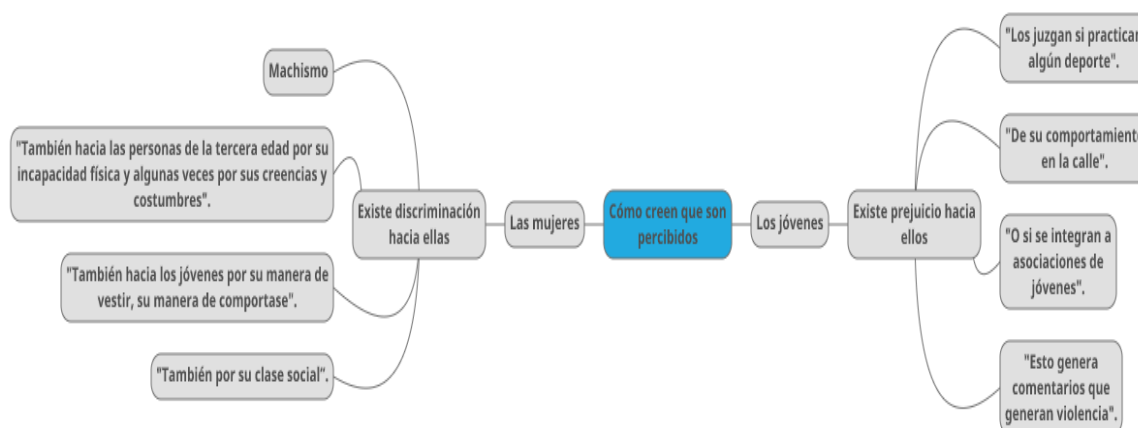 Machismo
"También hacia las personas de la tercera edad por su
incapacidad física y algunas veces por sus creencias y
costumbres".
"También hacia los jóvenes por su manera de
vestir, su manera de comportase".
"También por su clase social".
Existe discriminación
hacia ellas
Las mujeres
Cómo creen que son
percibidos
Los jóvenes
Existe prejuicio hacia
ellos
"Los juzgan si practican
algún deporte".
"De su comportamiento
en la calle".
"O si se integran a
asociaciones de
jóvenes".
"Esto genera
comentarios que
generan violencia".